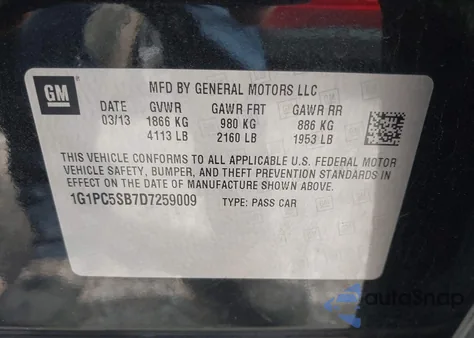 GM
MFD BY GENERAL MOTORS LLC
DATE GVWR GAWR FRT GAWR RR
03/13 1866 KG 980 KG 886 KG
4113 LB 2160 LB 1953 LB
THIS VEHICLE CONFORMS TO ALL APPLICABLE U.S. FEDERAL MOTOR
VEHICLE SAFETY, BUMPER, AND THEFT PREVENTION STANDARDS IN
EFFECT ON THE DATE OF MANUFACTURE SHOWN ABOVE.
1G1PC5SB7D7259009 TYPE: PASS CAR
autoSnap